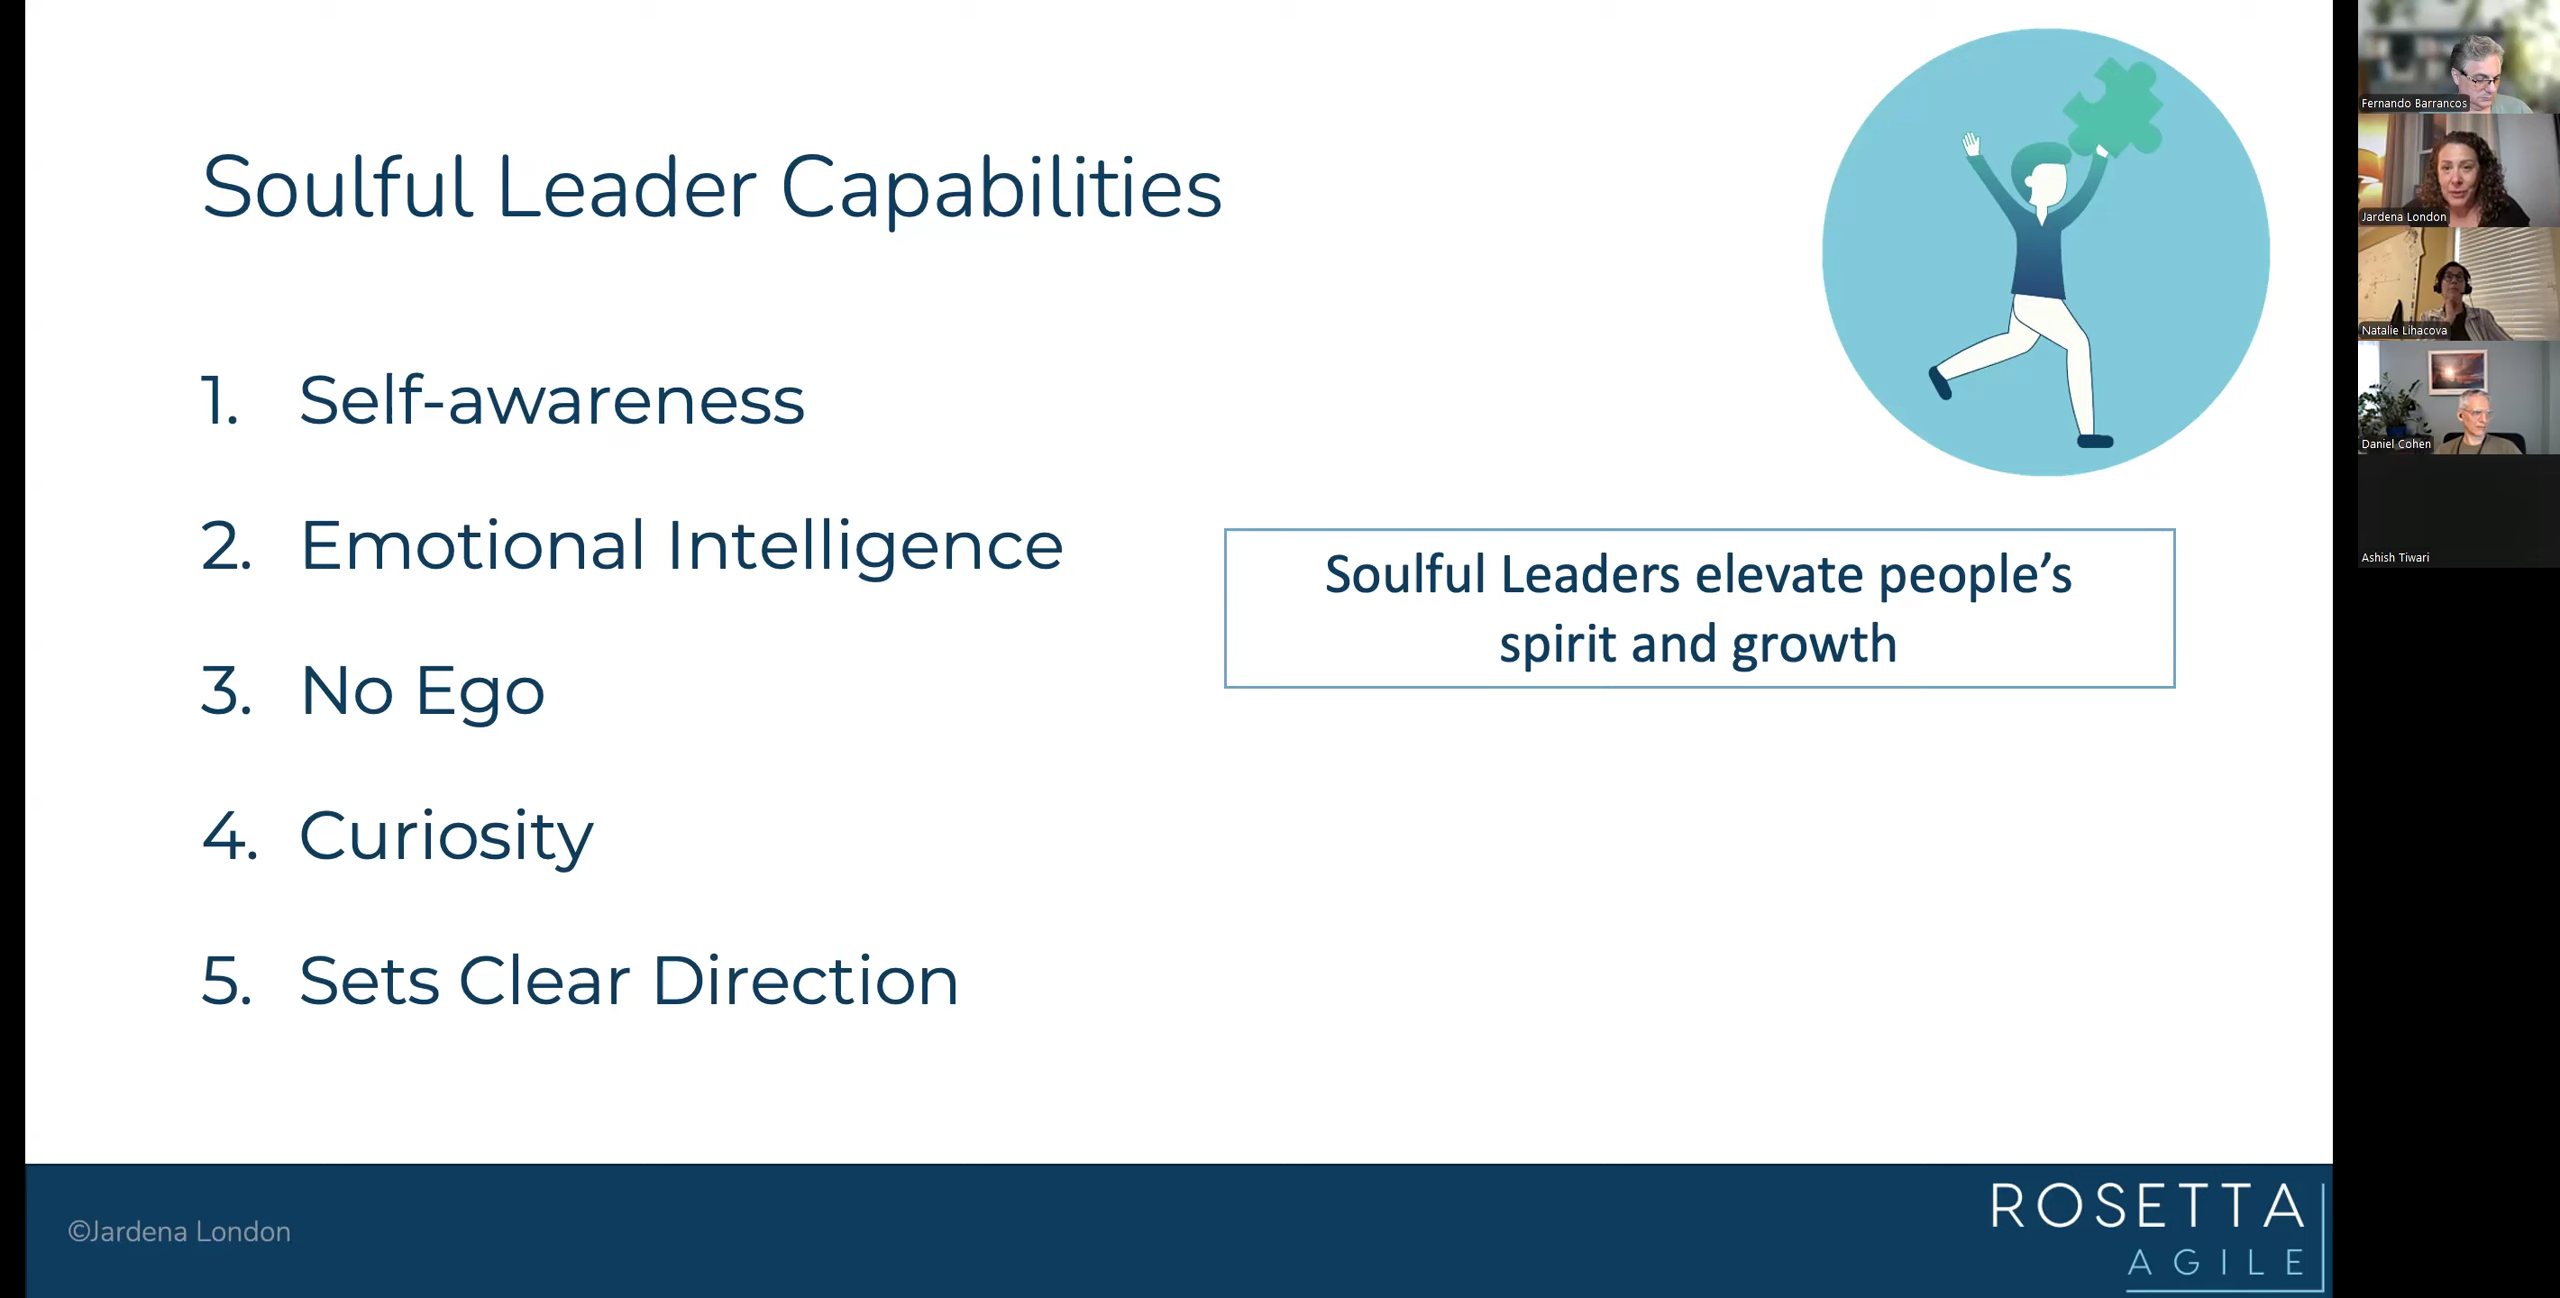 Soulful Leader Capabilities
1. Self-awareness
2. Emotional Intelligence
3. No Ego
4. Curiosity
5. Sets Clear Direction
Soulful Leaders elevate people’s
spirit and growth
©Jardena London
ROSETTA
AGILE
Fernando Barrancos
Jardena London
Natalie Lihacova
Daniel Cohen
Ashish Tiwari